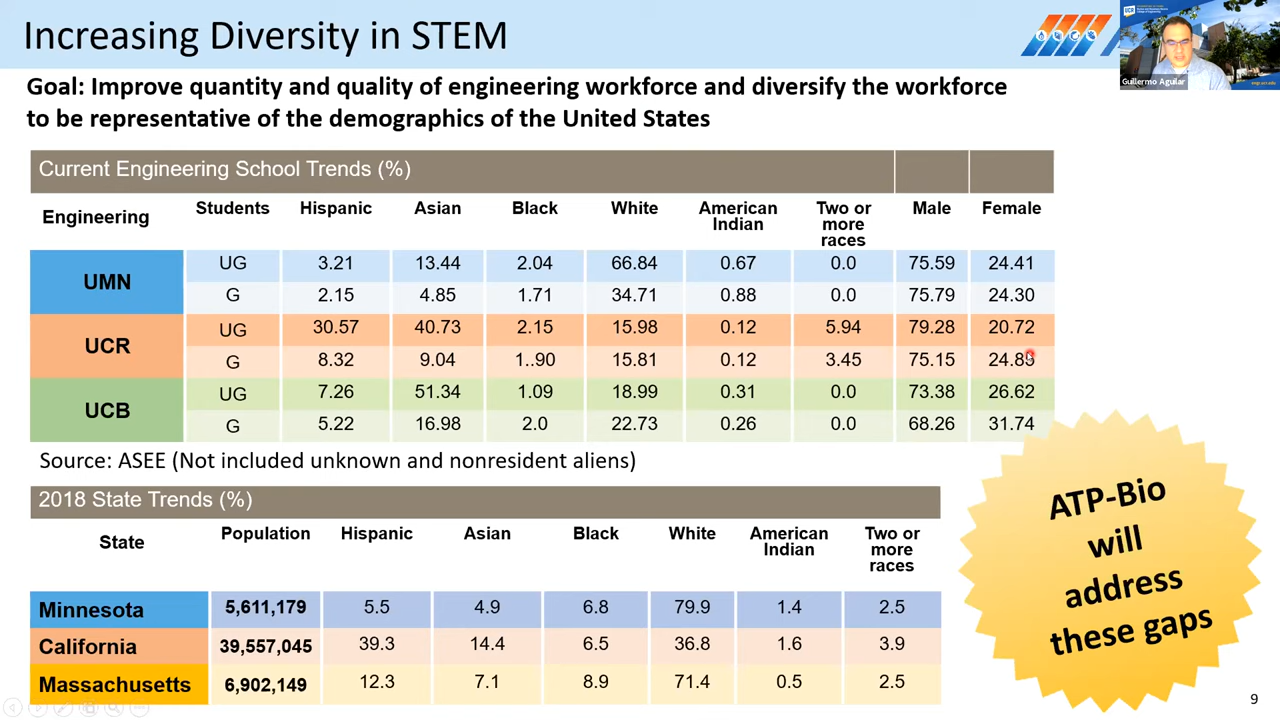 Increasing Diversity in STEM
UCR
Guillermo Aguilar
Goal: Improve quantity and quality of engineering workforce and diversify the workforce
to be representative of the demographics of the United States
Current Engineering School Trends (%)
Engineering Students Hispanic Asian Black White American Indian Two or more races Male Female
UMN UG 3.21 13.44 2.04 66.84 0.67 0.0 75.59 24.41
G 2.15 4.85 1.71 34.71 0.88 0.0 75.79 24.30
UCR UG 30.57 40.73 2.15 15.98 0.12 5.94 79.28 20.72
G 8.32 9.04 1..90 15.81 0.12 3.45 75.15 24.85
UCB UG 7.26 51.34 1.09 18.99 0.31 0.0 73.38 26.62
G 5.22 16.98 2.0 22.73 0.26 0.0 68.26 31.74
Source: ASEE (Not included unknown and nonresident aliens)
2018 State Trends (%)
State Population Hispanic Asian Black White American Indian Two or more races
Minnesota 5,611,179 5.5 4.9 6.8 79.9 1.4 2.5
California 39,557,045 39.3 14.4 6.5 36.8 1.6 3.9
Massachusetts 6,902,149 12.3 7.1 8.9 71.4 0.5 2.5
ATP-Bio
will
address
these gaps
9